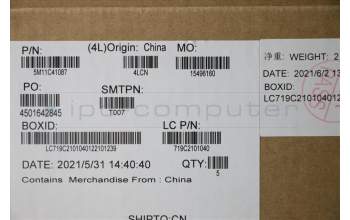 P/N: (4L)Origin: China MO:
5M11C41087 4LCN 15496160
PO: SMTPN:
4501642845 T007
BOXID: LC P/N:
LC719C2101040122101239 719C2101040
DATE: 2021/5/31 14:40:40 QTY: 5
Contains Merchandise From : China
SHIPTO:CN
净重: WEIGHT: 2
DATE: 2021/6/2 13
BOXID:
LC719C2101040